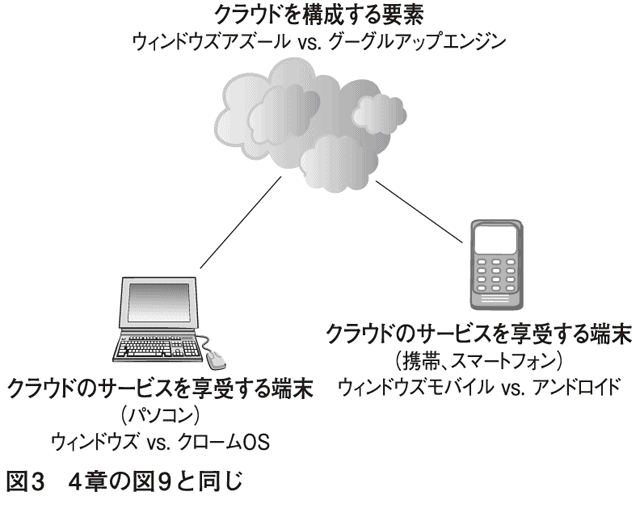 クラウドを構成する要素
ウィンドウズアズール vs. グーグルアップエンジン
クラウドのサービスを享受する端末
(携帯、スマートフォン)
ウィンドウズモバイル vs. アンドロイド
クラウドのサービスを享受する端末
(パソコン)
ウィンドウズ vs. クロームOS
図3　4章の図9と同じ